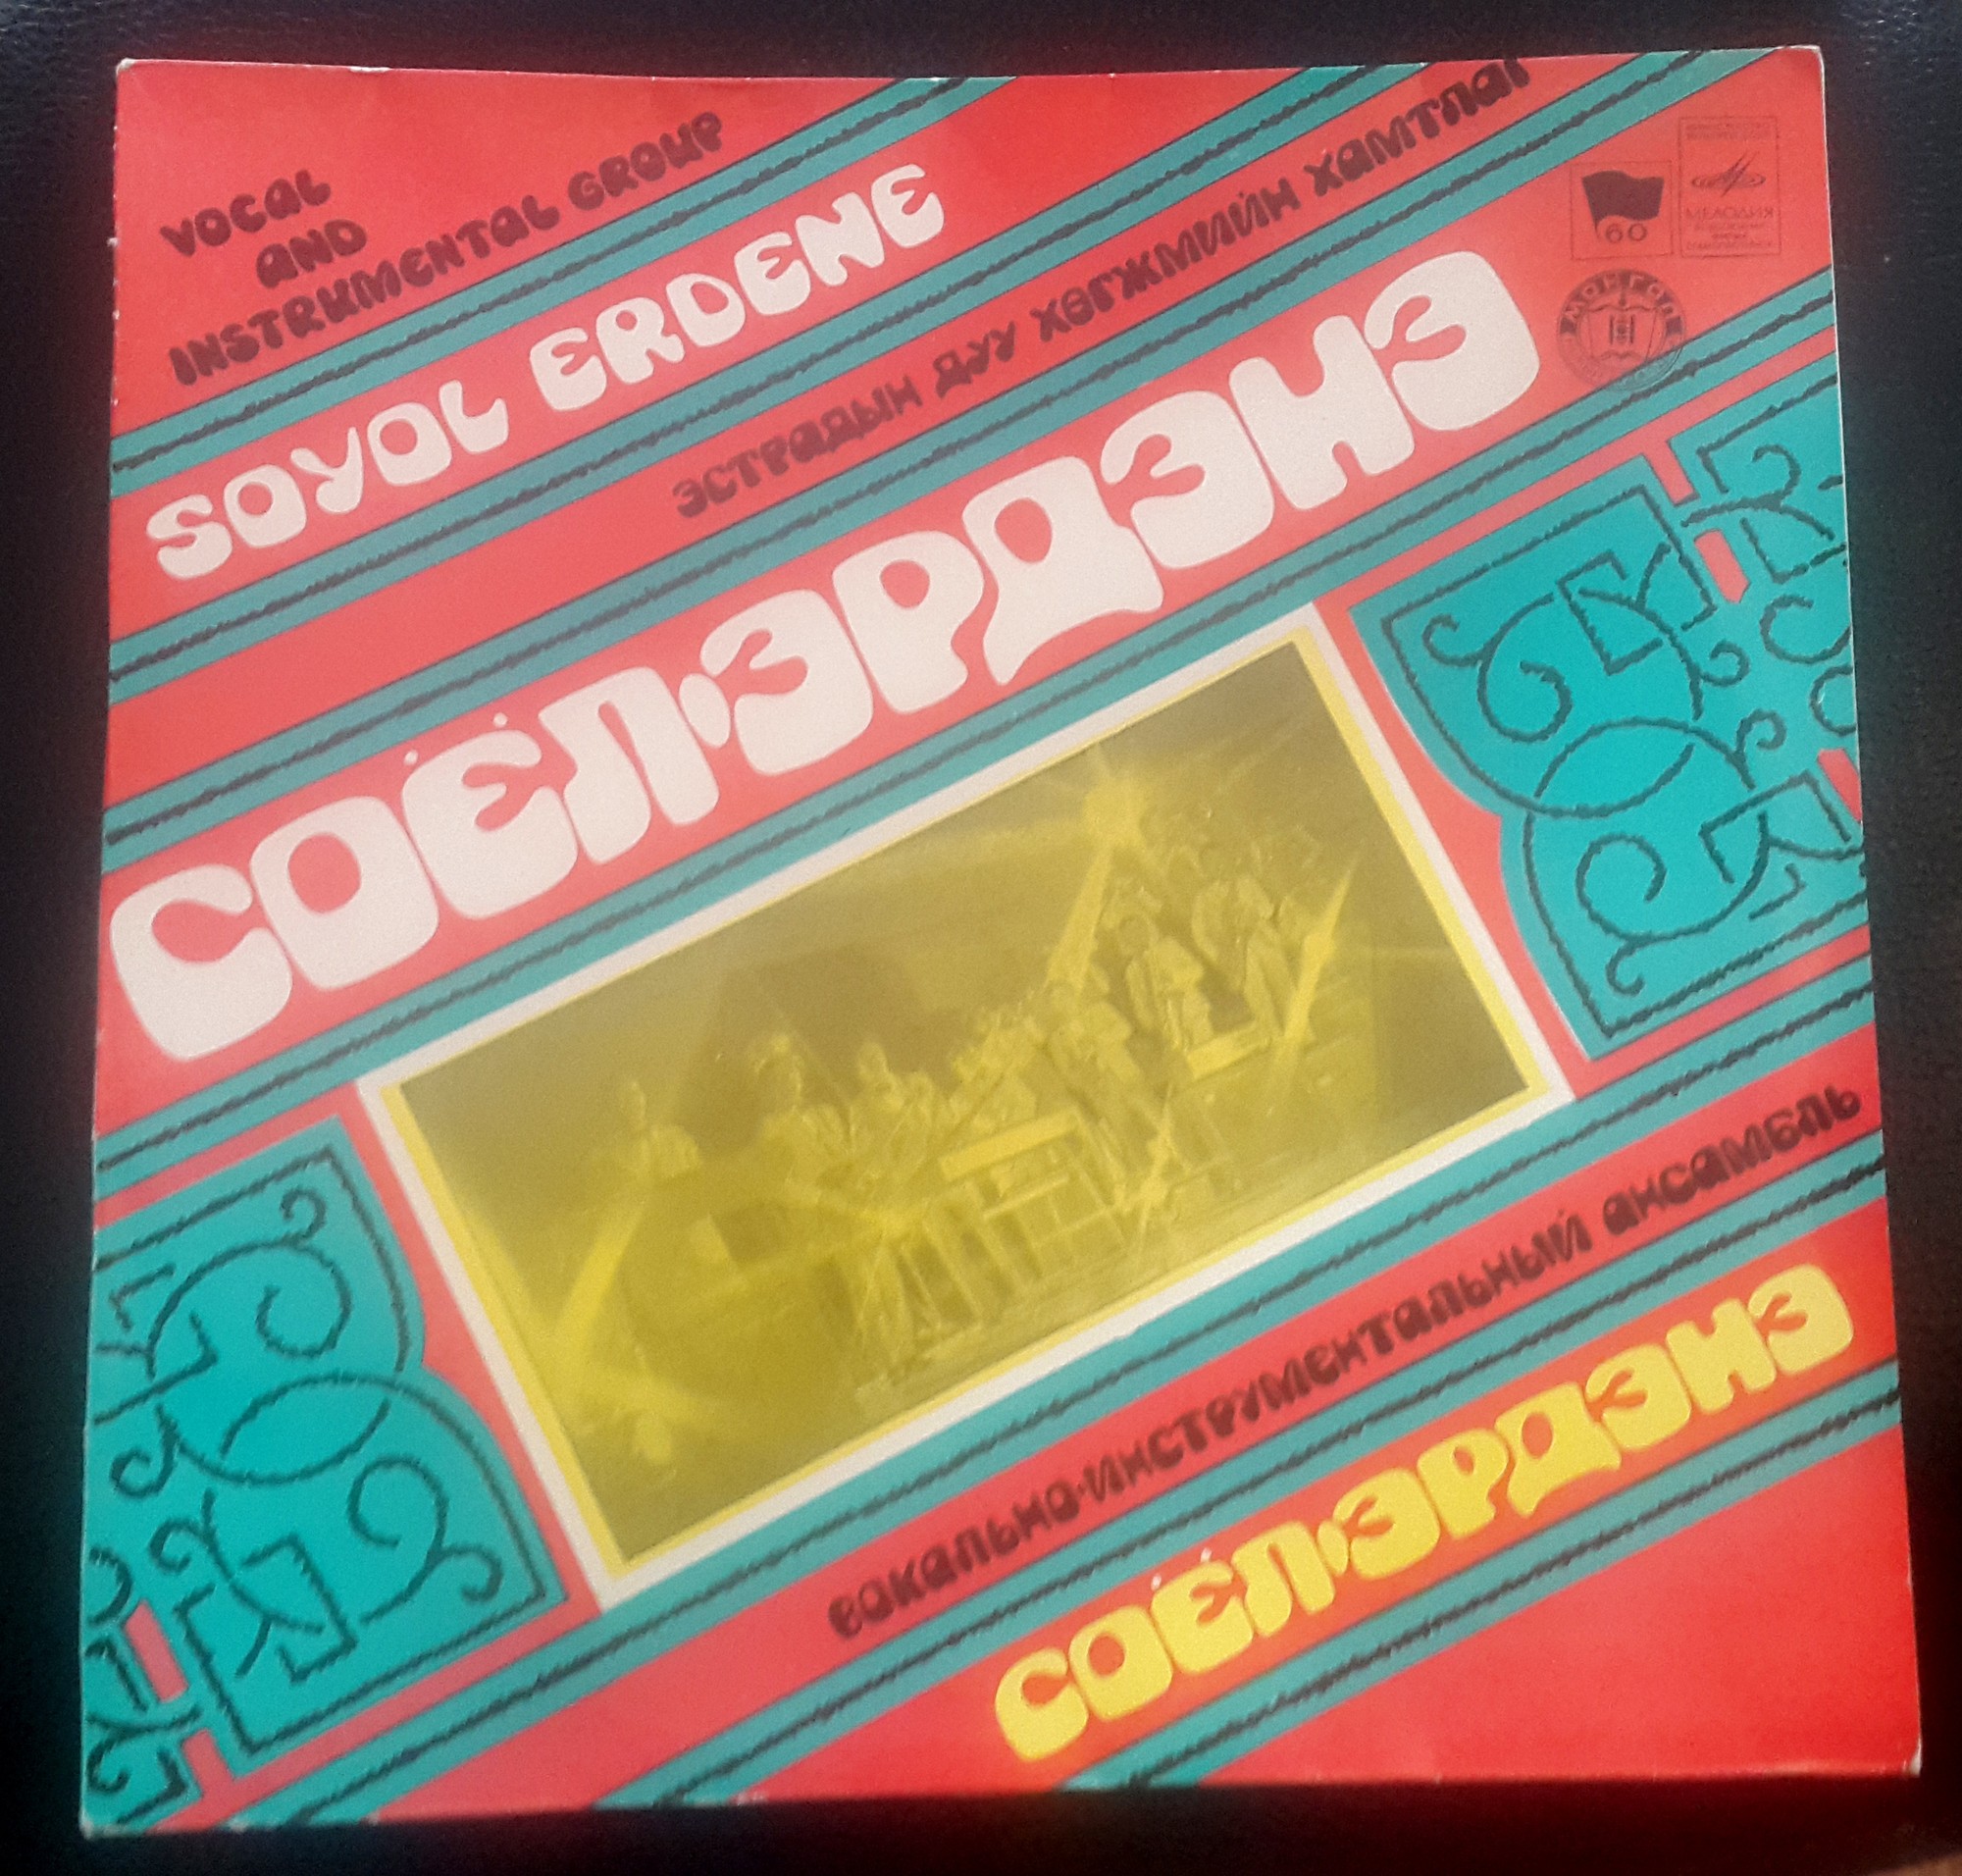 VOCAL
AND
INSTRUMENTAL GROUP
SOYOL ERDENE
ЭСТРАДЫН ДУУ ХӨГЖМИЙН ХАМТЛАГ
СОЁЛ·ЭРДЭНЭ
60
МЕЛОДИЯ
МОНГОЛ
ВОКАЛЬНО-ИНСТРУМЕНТАЛЬНЫЙ АНСАМБЛЬ
СОЁЛ·ЭРДЭНЭ